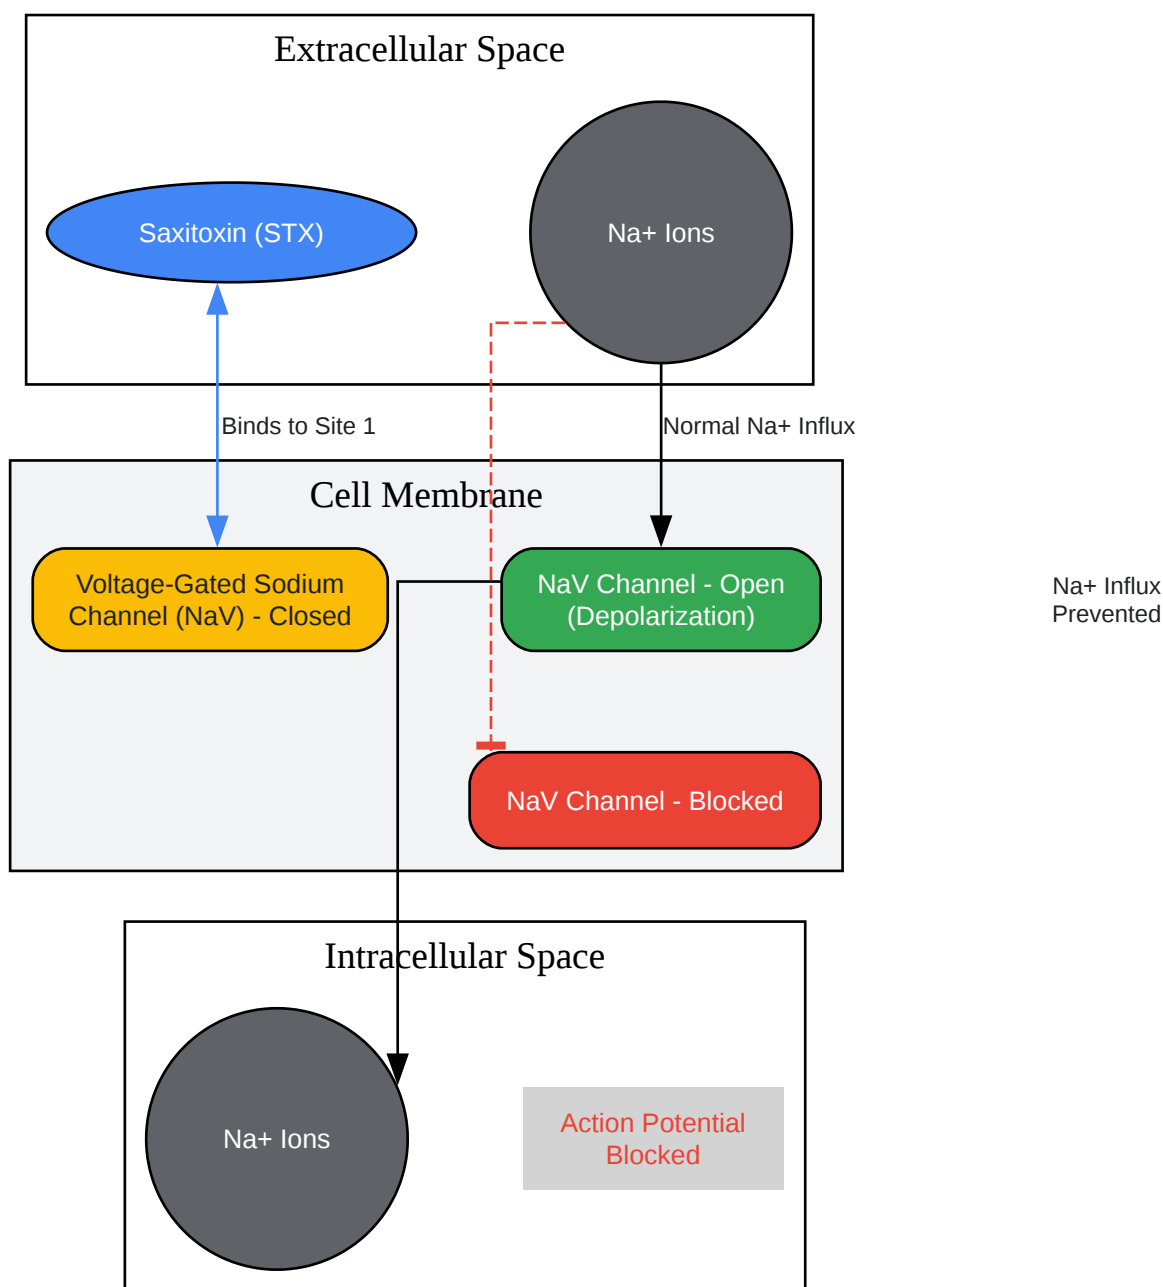 Extracellular Space
Saxitoxin (STX)
Na+ Ions
Binds to Site 1
Normal Na+ Influx
Cell Membrane
Voltage-Gated Sodium
Channel (NaV) - Closed
NaV Channel - Open
(Depolarization)
Na+ Influx
Prevented
NaV Channel - Blocked
Intracellular Space
Na+ Ions
Action Potential
Blocked